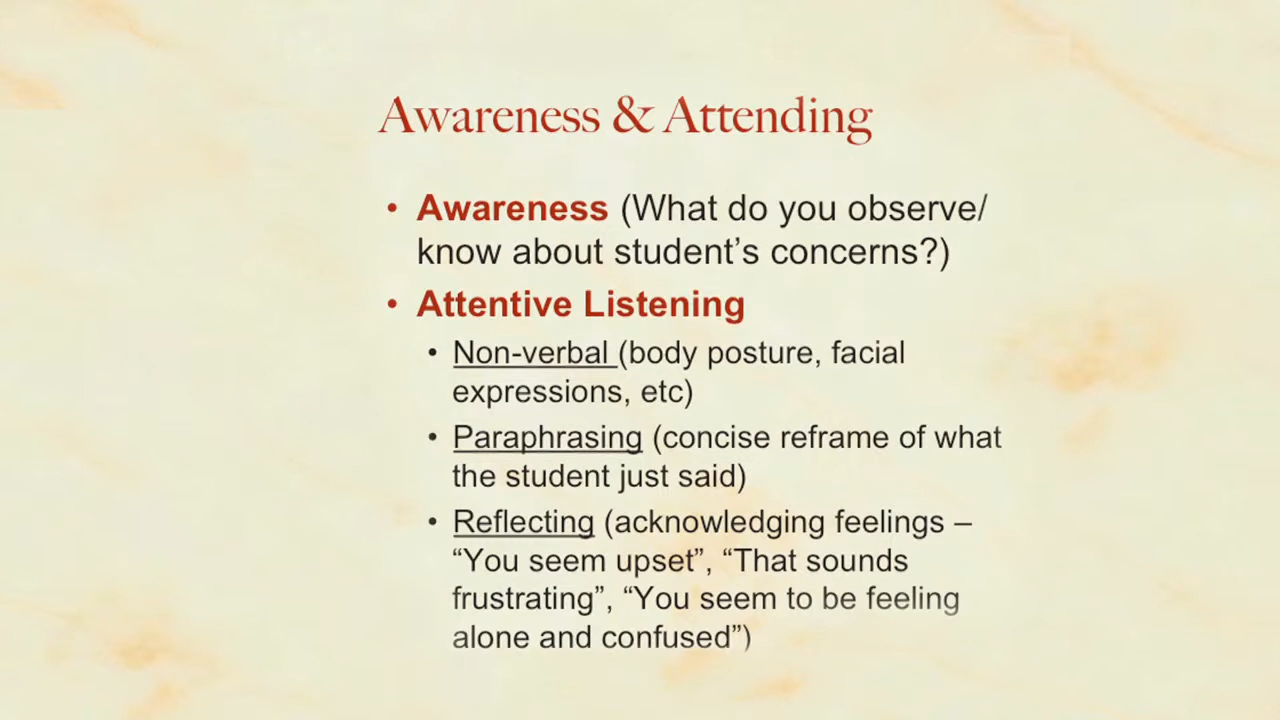 Awareness & Attending
• Awareness (What do you observe/
know about student’s concerns?)
• Attentive Listening
• Non-verbal (body posture, facial
expressions, etc)
• Paraphrasing (concise reframe of what
the student just said)
• Reflecting (acknowledging feelings –
“You seem upset”, “That sounds
frustrating”, “You seem to be feeling
alone and confused”)